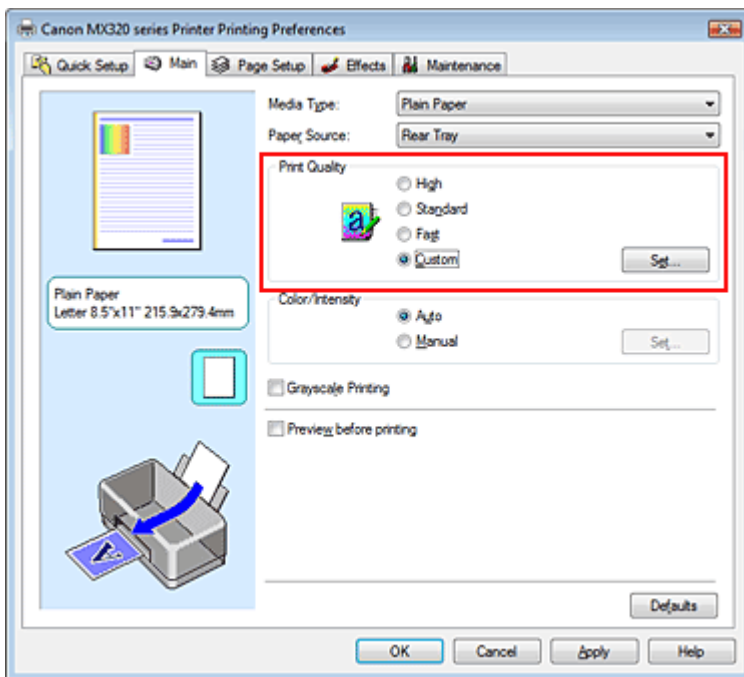 Canon MX320 series Printer Printing Preferences
Quick Setup
Main
Page Setup
Effects
Maintenance
Media Type: Plain Paper
Paper Source: Rear Tray
Print Quality
High
a
Standard
Fast
Custom
Set...
Plain Paper
Letter 8.5"x11" 215.9x279.4mm
Color/Intensity
Auto
Manual
Set...
Grayscale Printing
Preview before printing
A
Defaults
OK
Cancel
Apply
Help